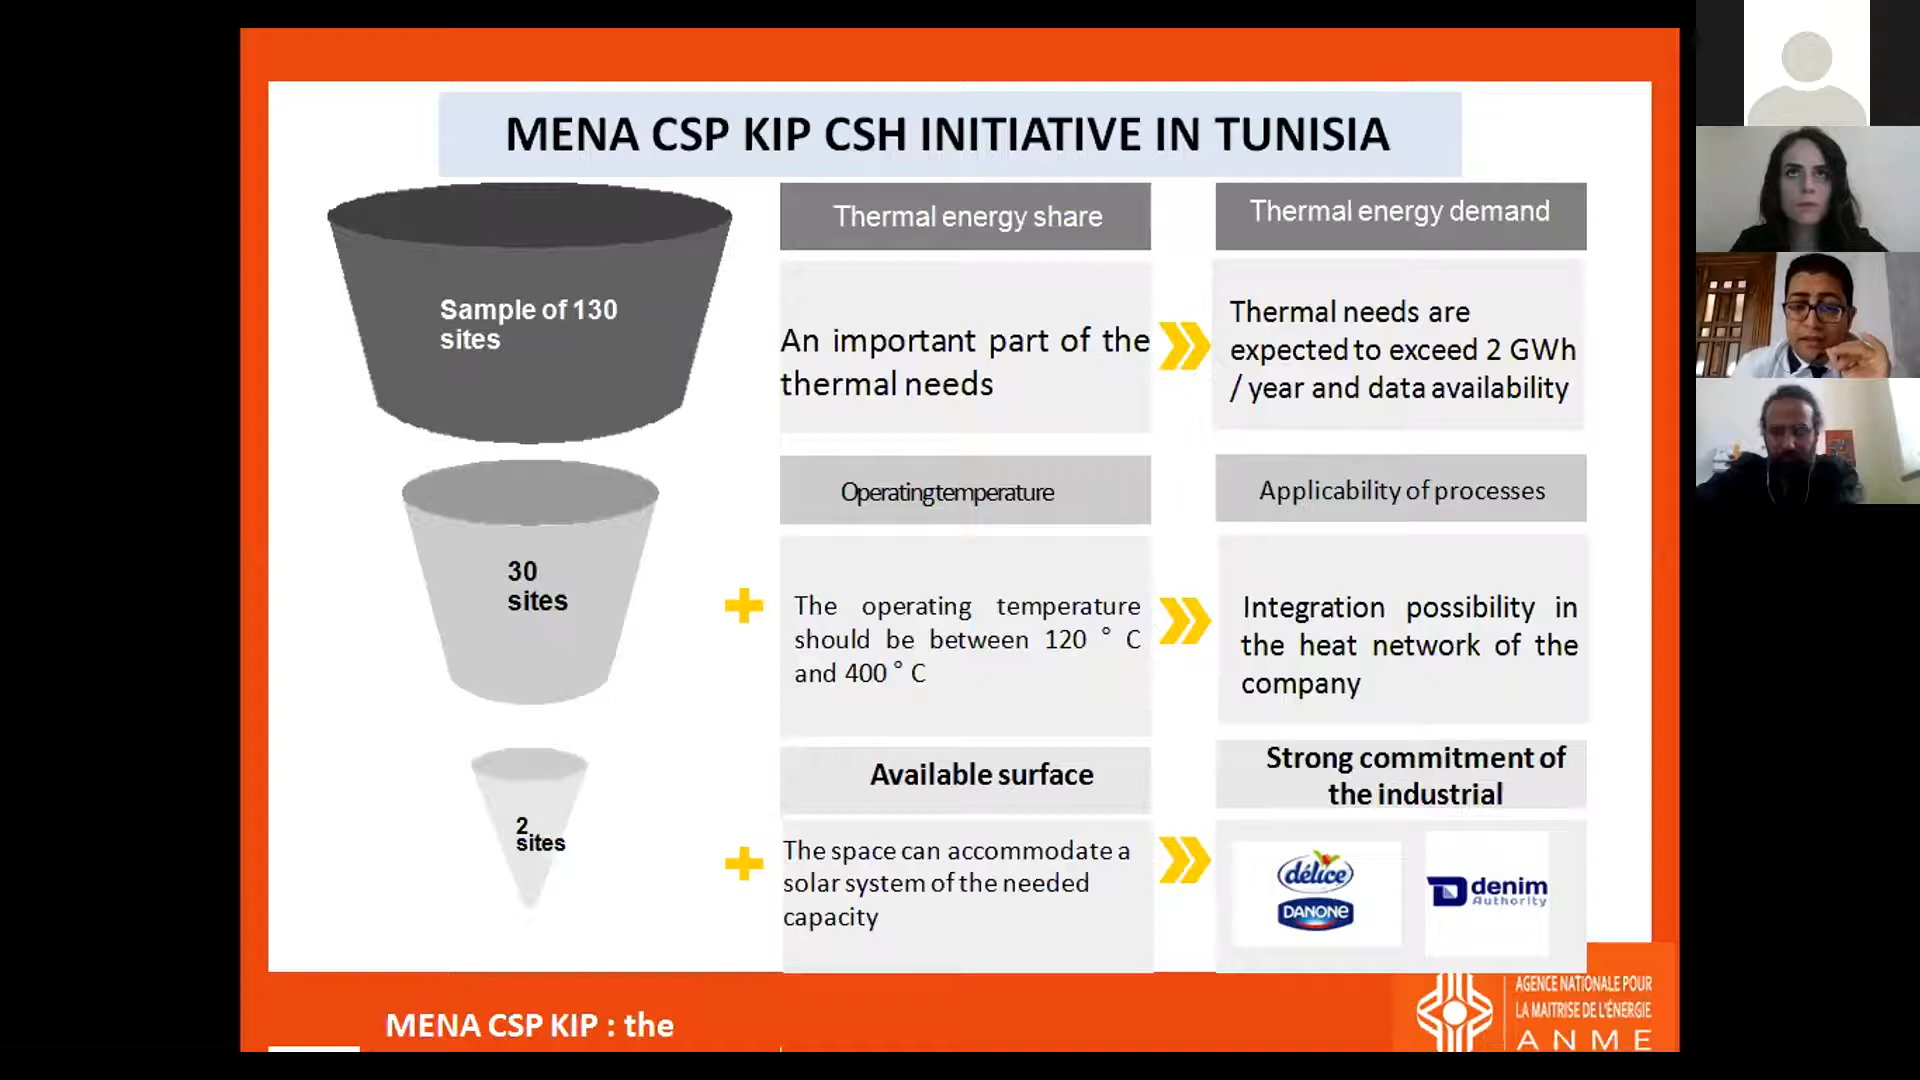 MENA CSP KIP CSH INITIATIVE IN TUNISIA
Sample of 130
sites
Thermal energy share
Thermal energy demand
An important part of the
thermal needs
Thermal needs are
expected to exceed 2 GWh
/ year and data availability
30
sites
Operatingtemperature
Applicability of processes
The operating temperature
should be between 120 ° C
and 400 ° C
Integration possibility in
the heat network of the
company
2
sites
Available surface
Strong commitment of
the industrial
The space can accommodate a
solar system of the needed
capacity
délice
DANONE
denim
Authority
MENA CSP KIP : the
AGENCE NATIONALE POUR
LA MAITRISE DE L'ÉNERGIE
ANME